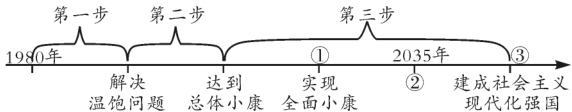 第一步 第二步 第三步
1980年 ① 2035年 ③
解决 达到 实现 ② 建成社会主义
温饱问题 总体小康 全面小康 现代化强国